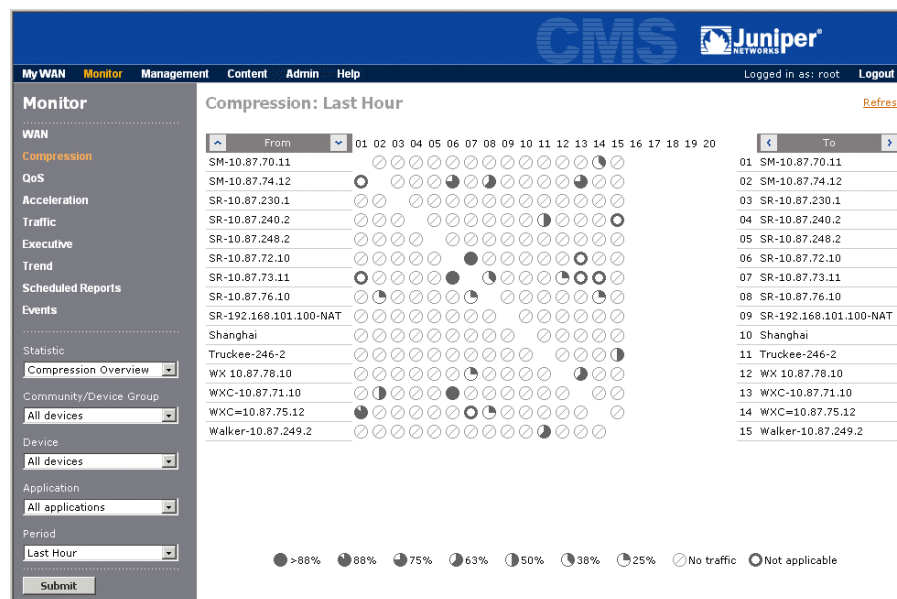 CMS
Juniper®
NETWORKS
My WAN Monitor Management Content Admin Help Logged in as: root Logout
Monitor
Compression: Last Hour
Refres
WAN
Compression
QoS
Acceleration
Traffic
Executive
Trend
Scheduled Reports
Events
From 01 02 03 04 05 06 07 08 09 10 11 12 13 14 15 16 17 18 19 20
SM-10.87.70.11
SM-10.87.74.12
SR-10.87.230.1
SR-10.87.240.2
SR-10.87.248.2
SR-10.87.72.10
SR-10.87.73.11
SR-10.87.76.10
SR-192.168.101.100-NAT
Shanghai
Truckee-246-2
WX 10.87.78.10
WXC-10.87.71.10
WXC=10.87.75.12
Walker-10.87.249.2
To
01 SM-10.87.70.11
02 SM-10.87.74.12
03 SR-10.87.230.1
04 SR-10.87.240.2
05 SR-10.87.248.2
06 SR-10.87.72.10
07 SR-10.87.73.11
08 SR-10.87.76.10
09 SR-192.168.101.100-NAT
10 Shanghai
11 Truckee-246-2
12 WX 10.87.78.10
13 WXC-10.87.71.10
14 WXC=10.87.75.12
15 Walker-10.87.249.2
Statistic
Compression Overview
Community/Device Group
All devices
Device
All devices
Application
All applications
Period
Last Hour
Submit
>88% 88% 75% 63% 50% 38% 25% No traffic Not applicable